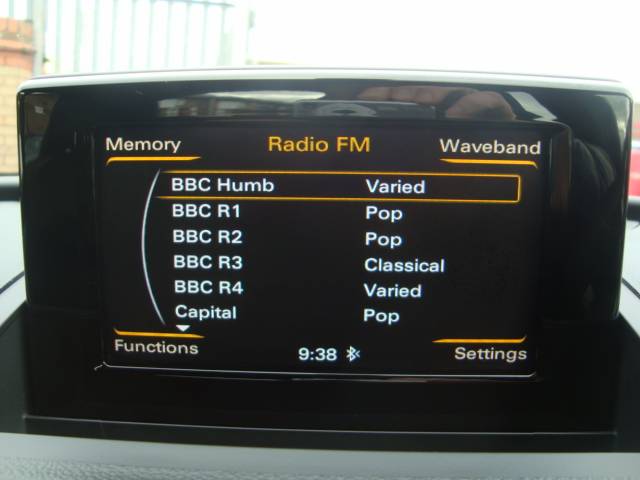 Memory Radio FM Waveband
BBC Humb Varied
BBC R1 Pop
BBC R2 Pop
BBC R3 Classical
BBC R4 Varied
Capital Pop
Functions 9:38 Settings